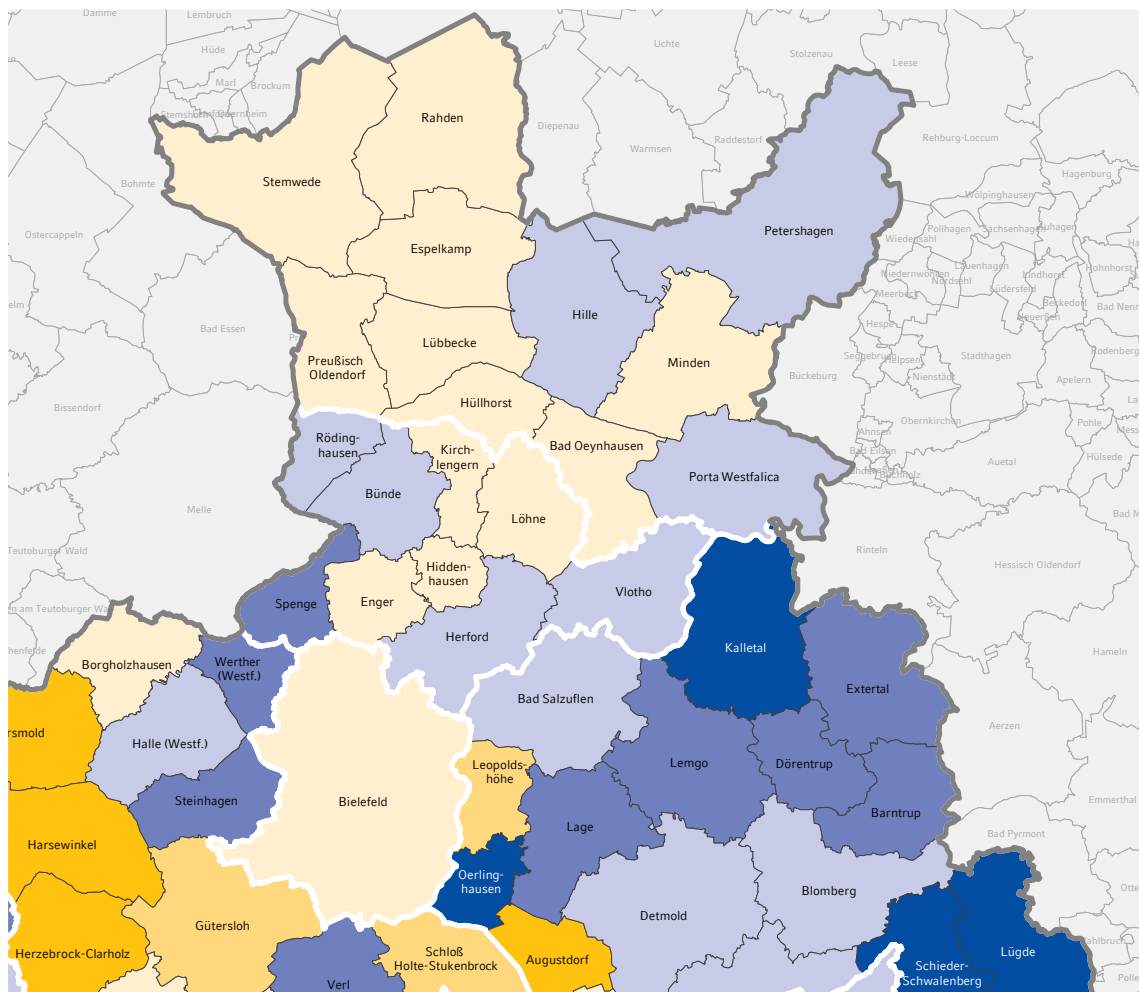 Damme
Lembruch
Hüde
Marl
Brockum
Uchte
Stolzenau
Leese
Rahden
Diepenau
Warmsen
Raddestorf
Rehburg-Loccum
Hagenburg
Wölpinghausen
Bohmte
Stemwede
Ostercappeln
Petershagen
Pollhagen
Sachsenhagen
Wiedensahl
Espelkamp
Lauenhagen
Niedernwöhren
Nordsehl
Lindhorst
Lüdersfeld
Hohnhorst
Meerbeck
Beckedorf
Heuerßen
Bad Nenn
Hille
Hespe
Bad Essen
Lübbecke
Seggebruch
Helpsen
Stadthagen
Rodenberg
Preußisch
Oldendorf
Minden
Bückeburg
Nienstädt
Apelern
Hüllhorst
Bissendorf
Obernkirchen
Pohle
Röding-
hausen
Kirch-
lengern
Bad Oeynhausen
Ahnsen
Bad Eilsen
Buchholz
Auetal
Hülsede
Porta Westfalica
Bünde
Melle
Löhne
Rinteln
Teutoburger Wald
Hessisch Oldendorf
Hidden-
hausen
Vlotho
Spenge
Enger
Herford
Kalletal
Hameln
Borgholzhausen
Werther
(Westf.)
Extertal
Bad Salzuflen
Aerzen
rsmold
Halle (Westf.)
Leopolds-
höhe
Lemgo
Dörentrup
Emmerthal
Steinhagen
Bielefeld
Barntrup
Lage
Bad Pyrmont
Harsewinkel
Oerling-
hausen
Blomberg
Detmold
Gütersloh
Herzebrock-Clarholz
Schloß
Holte-Stukenbrock
Augustdorf
Lügde
Schieder-
Schwalenberg
Verl
Polle